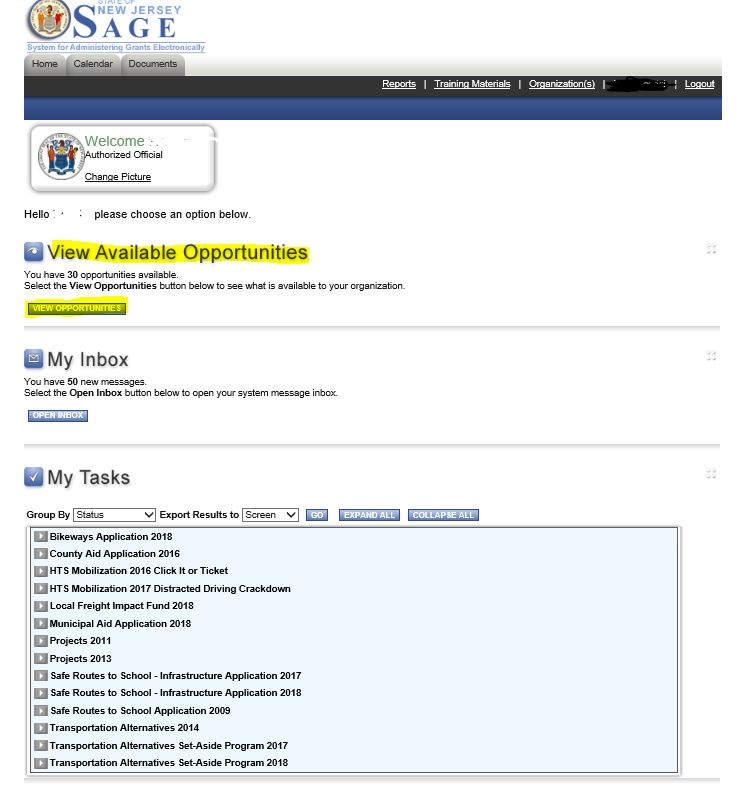 STATE OF
NEW JERSEY
SAGE
System for Administering Grants Electronically
Home Calendar Documents
Reports | Training Materials | Organization(s) | | Logout
Welcome
Authorized Official
Change Picture
Hello please choose an option below.
View Available Opportunities
You have 30 opportunities available.
Select the View Opportunities button below to see what is available to your organization.
VIEW OPPORTUNITIES
My Inbox
You have 50 new messages.
Select the Open Inbox button below to open your system message inbox.
OPEN INBOX
My Tasks
Group By Status Export Results to Screen GO EXPAND ALL COLLAPSE ALL
Bikeways Application 2018
County Aid Application 2016
HTS Mobilization 2016 Click It or Ticket
HTS Mobilization 2017 Distracted Driving Crackdown
Local Freight Impact Fund 2018
Municipal Aid Application 2018
Projects 2011
Projects 2013
Safe Routes to School - Infrastructure Application 2017
Safe Routes to School - Infrastructure Application 2018
Safe Routes to School Application 2009
Transportation Alternatives 2014
Transportation Alternatives Set-Aside Program 2017
Transportation Alternatives Set-Aside Program 2018